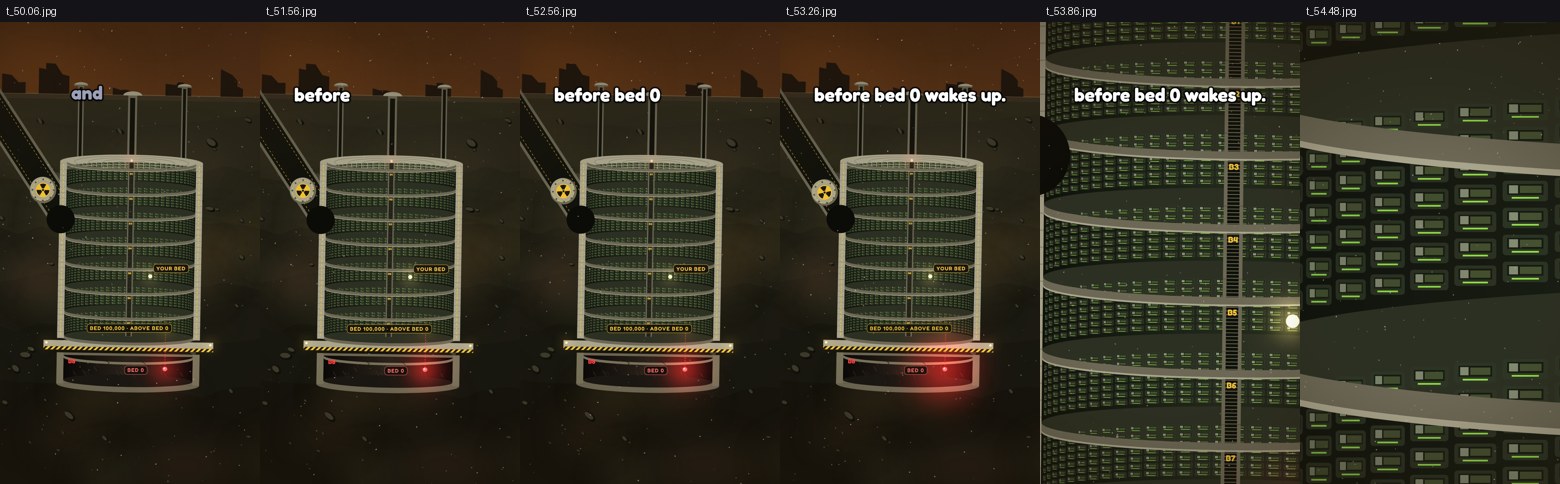 t_50.06.jpg
t_51.56.jpg
t_52.56.jpg
t_53.26.jpg
t_53.86.jpg
t_54.48.jpg
and
YOUR BED
BED 100,000 - ABOVE BED 0
BED 0
before
YOUR BED
BED 100,000 - ABOVE BED 0
BED 0
before bed 0
YOUR BED
BED 100,000 - ABOVE BED 0
BED 0
before bed 0 wakes up.
YOUR BED
BED 100,000 - ABOVE BED 0
BED 0
before bed 0 wakes up.
B3
B4
B5
B6
B7